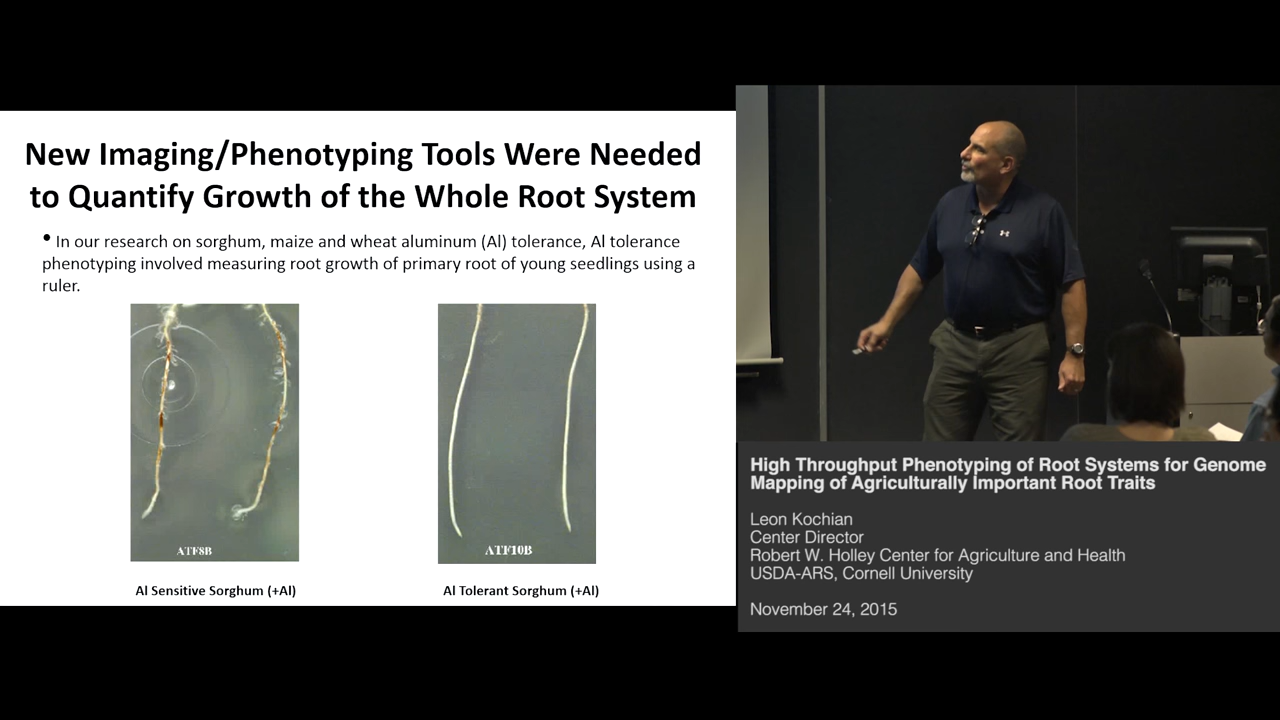 New Imaging/Phenotyping Tools Were Needed
to Quantify Growth of the Whole Root System
• In our research on sorghum, maize and wheat aluminum (Al) tolerance, Al tolerance
phenotyping involved measuring root growth of primary root of young seedlings using a
ruler.
ATF8B
ATF10B
Al Sensitive Sorghum (+Al)
Al Tolerant Sorghum (+Al)
High Throughput Phenotyping of Root Systems for Genome
Mapping of Agriculturally Important Root Traits
Leon Kochian
Center Director
Robert W. Holley Center for Agriculture and Health
USDA-ARS, Cornell University
November 24, 2015